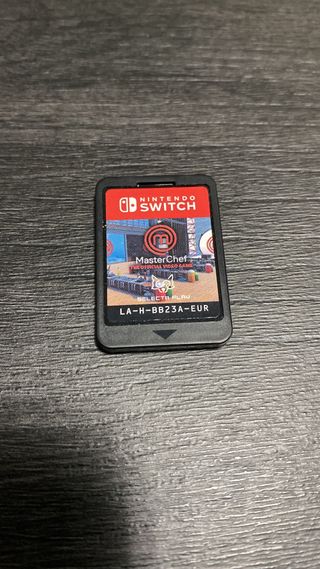 NINTENDO
SWITCH
MasterChef
THE OFFICIAL VIDEO GAME
SELECTA PLAY
LA-H-BB23A-EUR